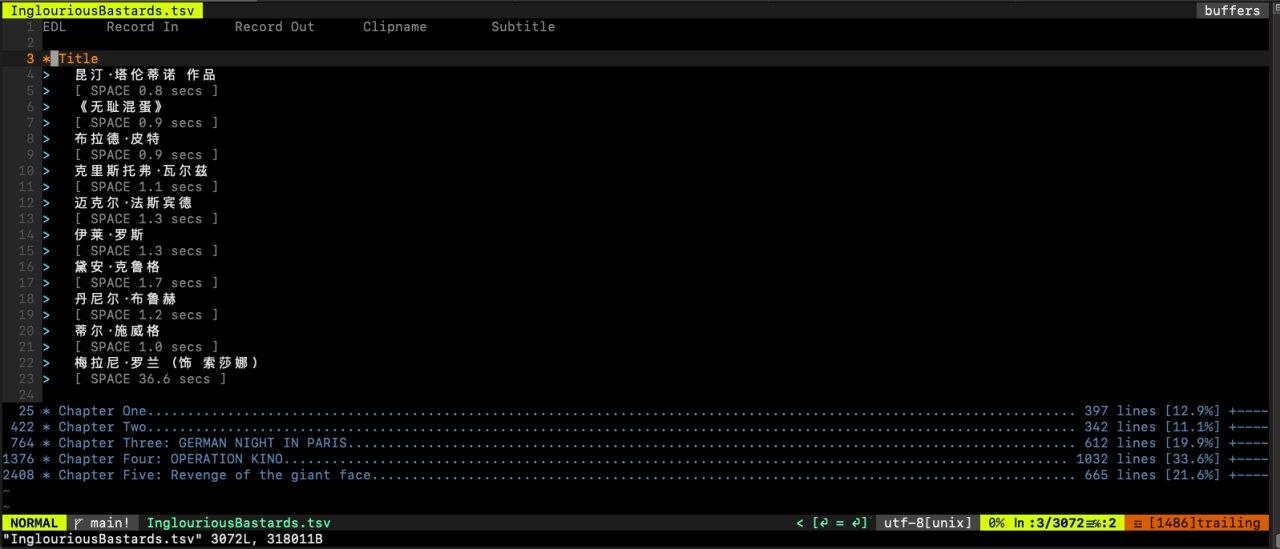 InglouriousBastards.tsv buffers
1 EDL Record In Record Out Clipname Subtitle
2
3 * Title
4 > 昆汀·塔伦蒂诺 作品
5 > [ SPACE 0.8 secs ]
6 > 《无耻混蛋》
7 > [ SPACE 0.9 secs ]
8 > 布拉德·皮特
9 > [ SPACE 0.9 secs ]
10 > 克里斯托弗·瓦尔兹
11 > [ SPACE 1.1 secs ]
12 > 迈克尔·法斯宾德
13 > [ SPACE 1.3 secs ]
14 > 伊莱·罗斯
15 > [ SPACE 1.3 secs ]
16 > 黛安·克鲁格
17 > [ SPACE 1.7 secs ]
18 > 丹尼尔·布鲁赫
19 > [ SPACE 1.2 secs ]
20 > 蒂尔·施威格
21 > [ SPACE 1.0 secs ]
22 > 梅拉尼·罗兰 (饰 索莎娜)
23 > [ SPACE 36.6 secs ]
24
25 * Chapter One........ 397 lines [12.9%] +----
422 * Chapter Two........ 342 lines [11.1%] +----
764 * Chapter Three: GERMAN NIGHT IN PARIS........ 612 lines [19.9%] +----
1376 * Chapter Four: OPERATION KINO........ 1032 lines [33.6%] +----
2408 * Chapter Five: Revenge of the giant face........ 665 lines [21.6%] +----
~
~
NORMAL main! InglouriousBastards.tsv < [⏎ = ⏎] utf-8[unix] 0% ln :3/3072≡%:2 ☲ [1486]trailing
"InglouriousBastards.tsv" 3072L, 318011B